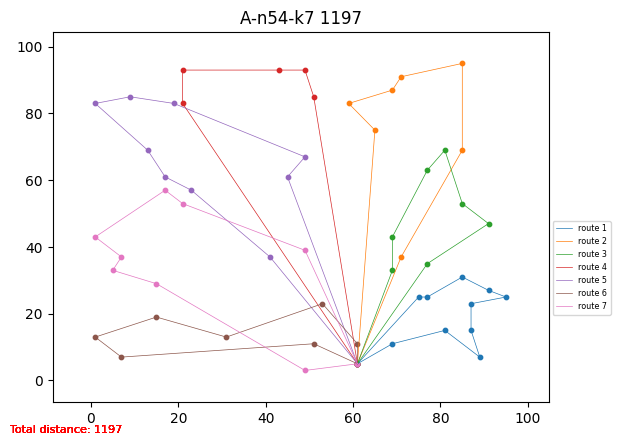 A-n54-k7 1197
100
80
60
40
20
0
0 20 40 60 80 100
route 1
route 2
route 3
route 4
route 5
route 6
route 7
Total distance: 1197